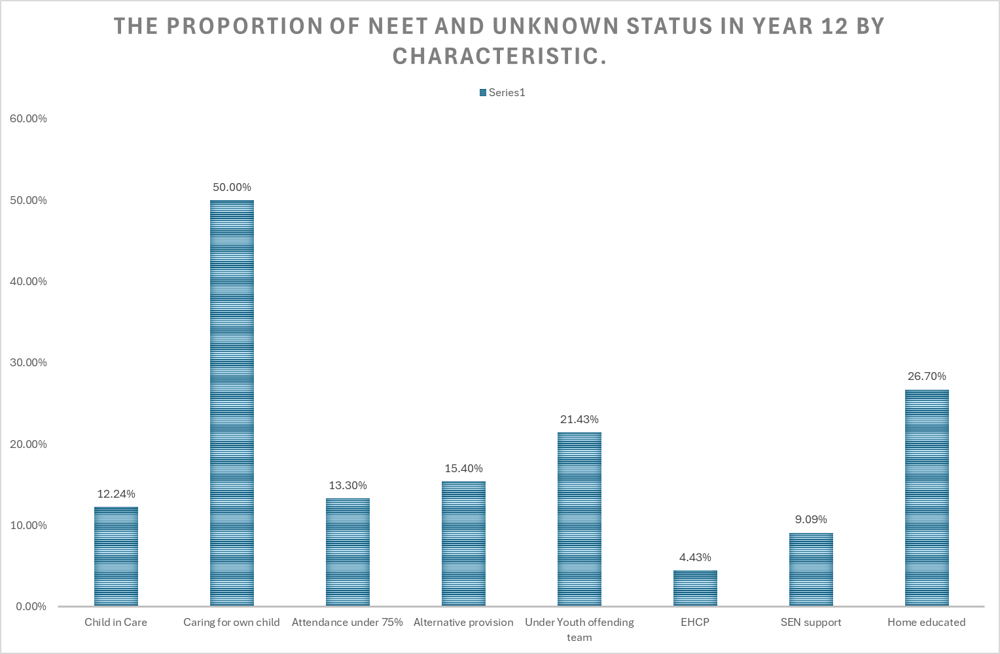 THE PROPORTION OF NEET AND UNKNOWN STATUS IN YEAR 12 BY
CHARACTERISTIC.
Series1
60.00%
50.00%
40.00%
30.00%
20.00%
10.00%
0.00%
12.24%
50.00%
13.30%
15.40%
21.43%
4.43%
9.09%
26.70%
Child in Care
Caring for own child
Attendance under 75%
Alternative provision
Under Youth offending
team
EHCP
SEN support
Home educated